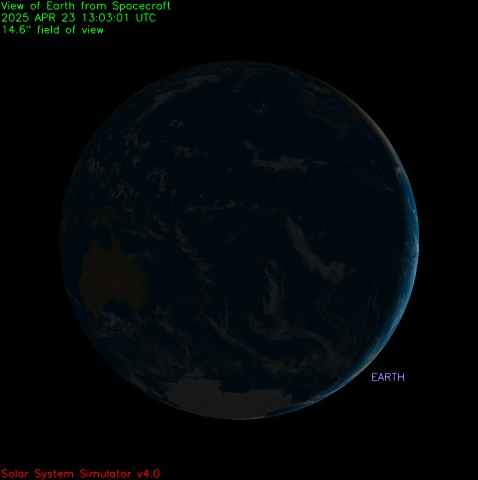 View of Earth from Spacecraft
2025 APR 23 13:03:01 UTC
14.6" field of view
EARTH
Solar System Simulator v4.0